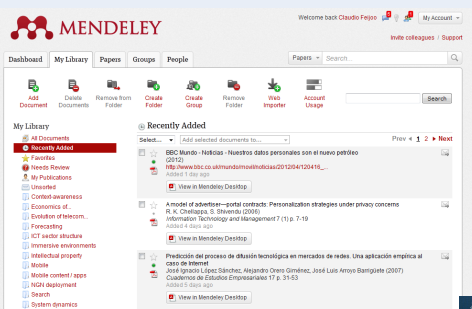 MENDELEY
Welcome back Claudio Feijoo
My Account
Invite colleagues | Support
Dashboard My Library Papers Groups People
Papers Search...
Add Document
Delete Documents
Remove from Folder
Create Folder
Create Group
Remove Folder
Web Importer
Account Usage
Search
My Library
All Documents
Recently Added
Favorites
Needs Review
My Publications
Unsorted
Context-awareness
Economics of...
Evolution of telecom...
Forecasting
ICT sector structure
Immersive environments
Intellectual property
Mobile
Mobile content / apps
NGN deployment
Search
System dynamics
Recently Added
Select... Add selected documents to...
Prev 1 2 Next
BBC Mundo - Noticias - Nuestros datos personales son el nuevo petróleo
(2012)
http://www.bbc.co.uk/mundo/movil/noticias/2012/04/120416_...
Added 1 day ago
View in Mendeley Desktop
A model of advertiser—portal contracts: Personalization strategies under privacy concerns
R. K. Chellappa, S. Shivendu (2006)
Information Technology and Management 7 (1) p. 7-19
Added 4 days ago
View in Mendeley Desktop
Predicción del proceso de difusión tecnológica en mercados de redes. Una aplicación empírica al
caso de Internet
José Ignacio López Sánchez, Alejandro Orero Giménez, José Luis Arroyo Barrigüete (2007)
Cuadernos de Estudios Empresariales 17 p. 31-53
Added 5 days ago
View in Mendeley Desktop